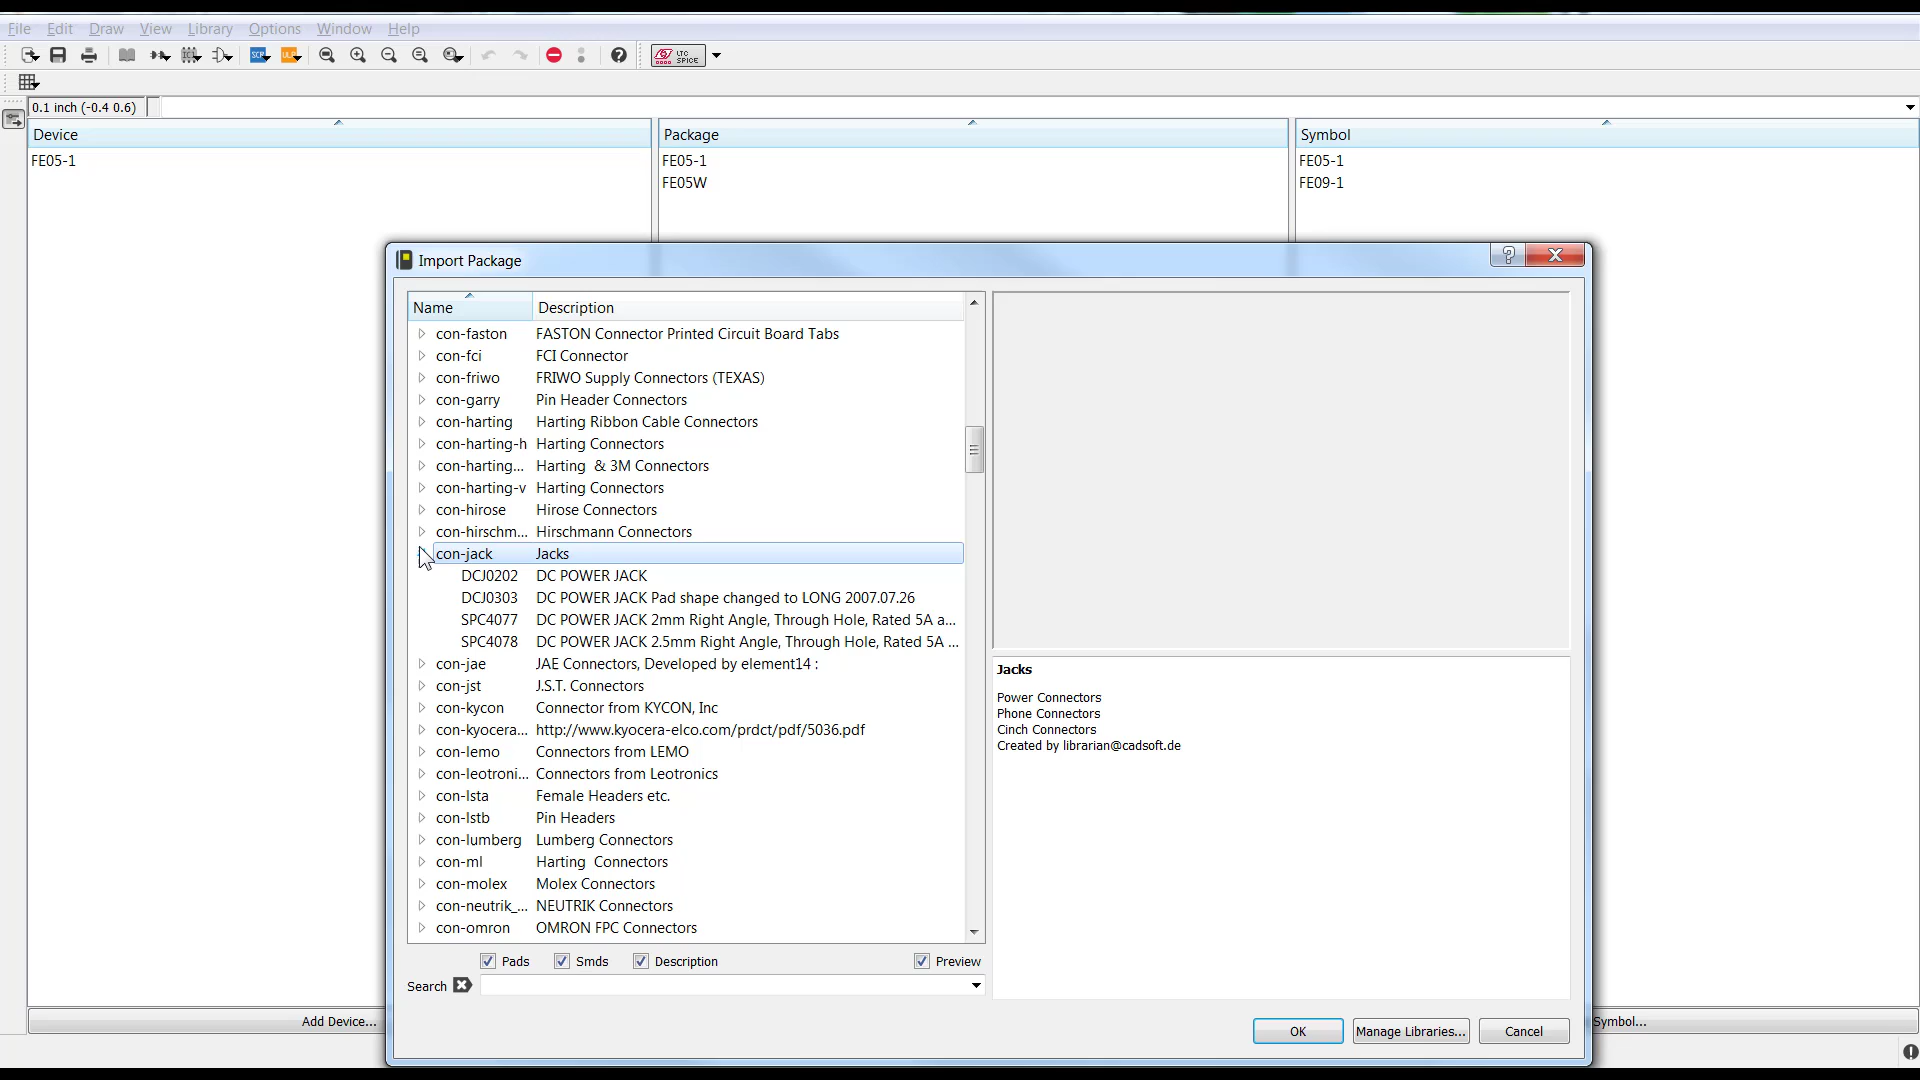 File Edit Draw View Library Options Window Help
SCR ULP LTC SPICE
0.1 inch (-0.4 0.6)
Device Package Symbol
FE05-1 FE05-1 FE05-1
FE05W FE09-1
Import Package
Name Description
con-faston FASTON Connector Printed Circuit Board Tabs
con-fci FCI Connector
con-friwo FRIWO Supply Connectors (TEXAS)
con-garry Pin Header Connectors
con-harting Harting Ribbon Cable Connectors
con-harting-h Harting Connectors
con-harting... Harting & 3M Connectors
con-harting-v Harting Connectors
con-hirose Hirose Connectors
con-hirschm... Hirschmann Connectors
con-jack Jacks
DCJ0202 DC POWER JACK
DCJ0303 DC POWER JACK Pad shape changed to LONG 2007.07.26
SPC4077 DC POWER JACK 2mm Right Angle, Through Hole, Rated 5A a...
SPC4078 DC POWER JACK 2.5mm Right Angle, Through Hole, Rated 5A ...
con-jae JAE Connectors, Developed by element14 :
con-jst J.S.T. Connectors
con-kycon Connector from KYCON, Inc
con-kyocera... http://www.kyocera-elco.com/prdct/pdf/5036.pdf
con-lemo Connectors from LEMO
con-leotroni... Connectors from Leotronics
con-lsta Female Headers etc.
con-lstb Pin Headers
con-lumberg Lumberg Connectors
con-ml Harting Connectors
con-molex Molex Connectors
con-neutrik_... NEUTRIK Connectors
con-omron OMRON FPC Connectors
Jacks
Power Connectors
Phone Connectors
Cinch Connectors
Created by librarian@cadsoft.de
Pads Smds Description Preview
Search
OK Manage Libraries... Cancel
Add Device... Symbol...